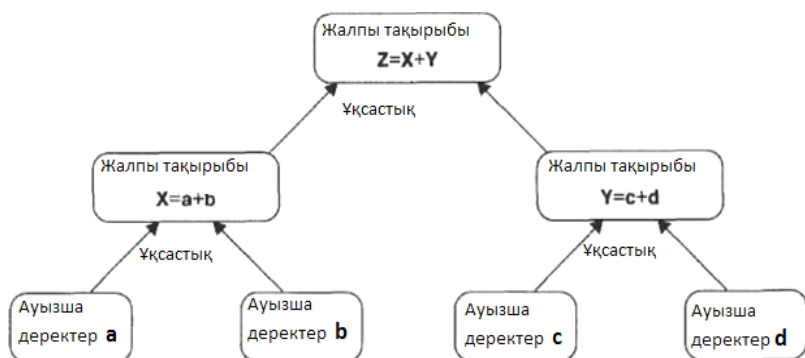 Жалпы тақырыбы
Z=X+Y
Ұқсастық
Жалпы тақырыбы
X=a+b
Жалпы тақырыбы
Y=c+d
Ұқсастық
Ұқсастық
Ауызша
деректер a
Ауызша
деректер b
Ауызша
деректер c
Ауызша
деректер d